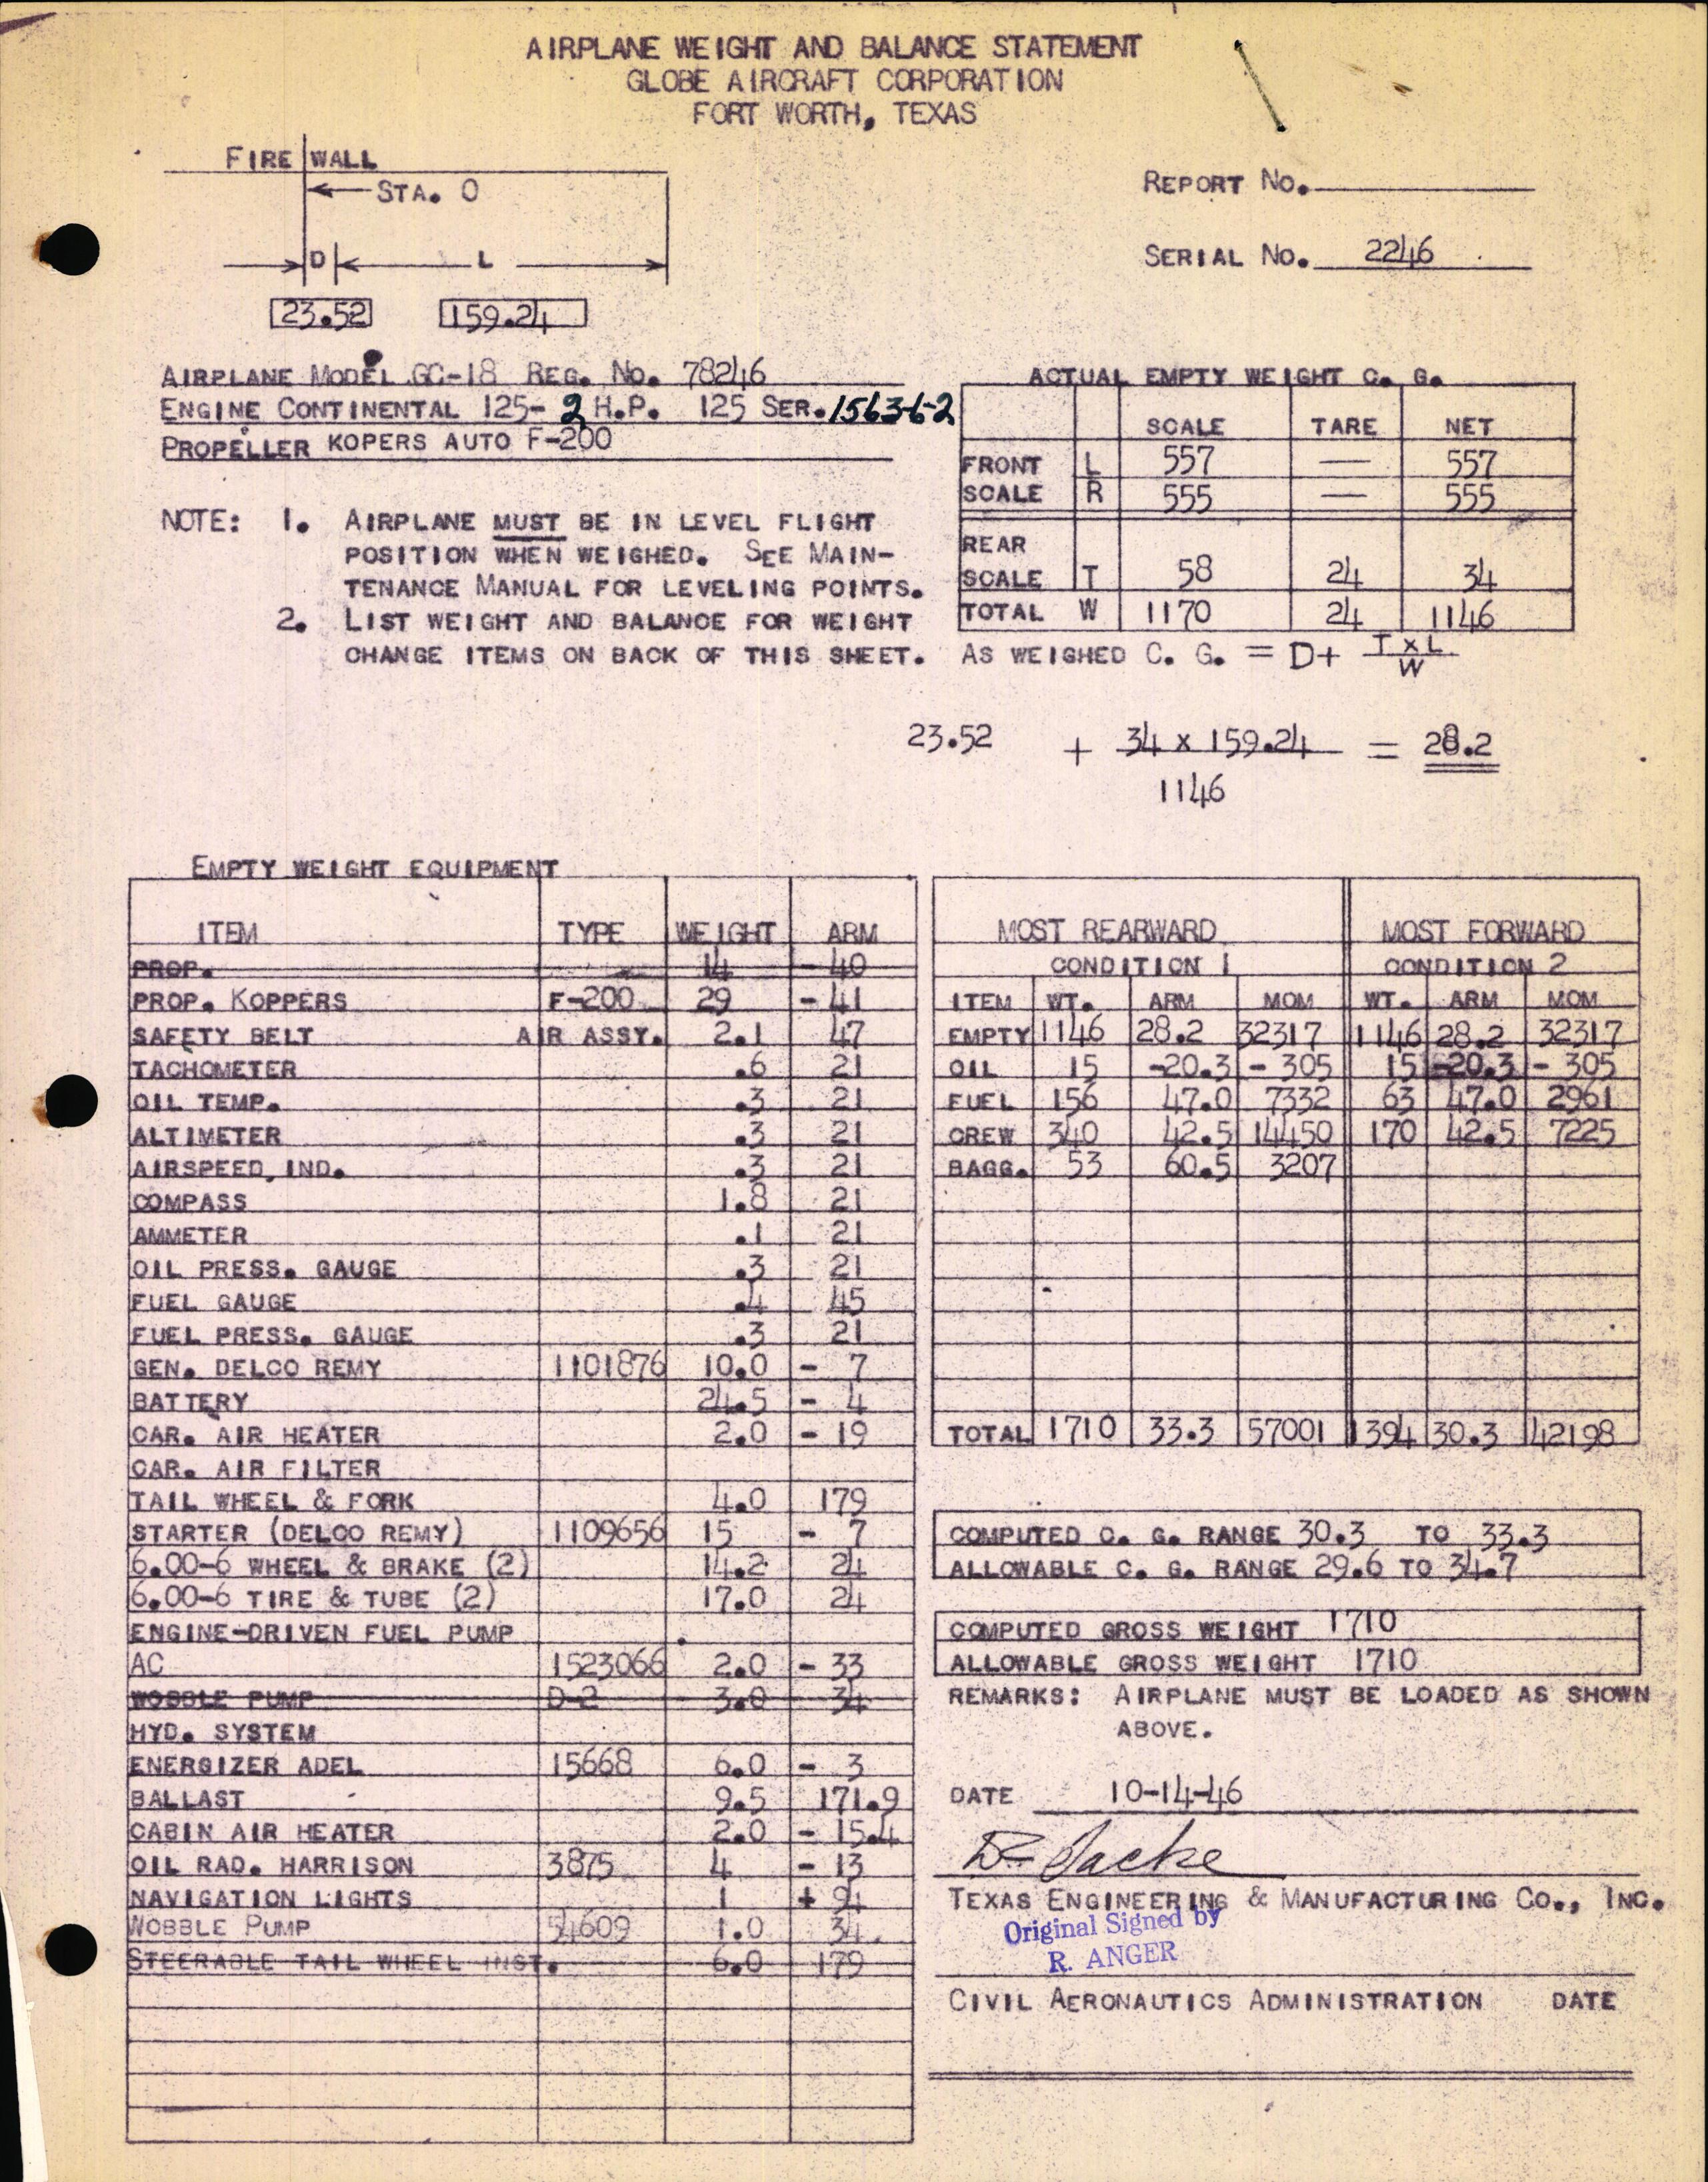 AIRPLANE WEIGHT AND BALANCE STATEMENT
GLOBE AIRCRAFT CORPORATION
FORT WORTH, TEXAS
FIRE WALL
STA. 0
D L
23.52 159.24
REPORT NO.
SERIAL NO. 2246
AIRPLANE MODEL GC-1B REG. NO. 78246
ENGINE CONTINENTAL 125-2 H.P. 125 SER. 15636-2
PROPELLER KOPERS AUTO F-200
NOTE: 1. AIRPLANE MUST BE IN LEVEL FLIGHT
POSITION WHEN WEIGHED. SEE MAIN-
TENANCE MANUAL FOR LEVELING POINTS.
2. LIST WEIGHT AND BALANCE FOR WEIGHT
CHANGE ITEMS ON BACK OF THIS SHEET.
ACTUAL EMPTY WEIGHT C. G.
SCALE TARE NET
FRONT L 557 — 557
SCALE R 555 — 555
REAR
SCALE T 58 24 34
TOTAL W 1170 24 1146
AS WEIGHED C. G. = D+ T x L
W
23.52 + 34 x 159.24 = 28.2
1146
EMPTY WEIGHT EQUIPMENT
ITEM TYPE WEIGHT ARM
PROP. 14 - 40
PROP. KOPPERS F-200 29 - 41
SAFETY BELT AIR ASSY. 2.1 47
TACHOMETER .6 21
OIL TEMP. .3 21
ALTIMETER .3 21
AIRSPEED IND. .3 21
COMPASS 1.8 21
AMMETER .1 21
OIL PRESS. GAUGE .3 21
FUEL GAUGE .4 45
FUEL PRESS. GAUGE .3 21
GEN. DELCO REMY 1101876 10.0 - 7
BATTERY 24.5 - 4
CAR. AIR HEATER 2.0 - 19
CAR. AIR FILTER
TAIL WHEEL & FORK 4.0 179
STARTER (DELCO REMY) 1109656 15 - 7
6.00-6 WHEEL & BRAKE (2) 14.2 24
6.00-6 TIRE & TUBE (2) 17.0 24
ENGINE-DRIVEN FUEL PUMP
AC 1523066 2.0 - 33
WOBBLE PUMP D-2 3.0 34
HYD. SYSTEM
ENERGIZER ADEL 15668 6.0 - 3
BALLAST 9.5 171.9
CABIN AIR HEATER 2.0 - 15.4
OIL RAD. HARRISON 3875 4 - 13
NAVIGATION LIGHTS 1 + 94
WOBBLE PUMP 54609 1.0 34
STEERABLE TAIL WHEEL INST. 6.0 179
MOST REARWARD MOST FORWARD
CONDITION 1 CONDITION 2
ITEM WT. ARM MOM WT. ARM MOM
EMPTY 1146 28.2 32317 1146 28.2 32317
OIL 15 -20.3 - 305 15 -20.3 - 305
FUEL 156 47.0 7332 63 47.0 2961
CREW 340 42.5 14450 170 42.5 7225
BAGG. 53 60.5 3207
TOTAL 1710 33.3 57001 1394 30.3 42198
COMPUTED C. G. RANGE 30.3 TO 33.3
ALLOWABLE C. G. RANGE 29.6 TO 34.7
COMPUTED GROSS WEIGHT 1710
ALLOWABLE GROSS WEIGHT 1710
REMARKS: AIRPLANE MUST BE LOADED AS SHOWN
ABOVE.
DATE 10-14-46
TEXAS ENGINEERING & MANUFACTURING CO., INC.
Original Signed by
R. ANGER
CIVIL AERONAUTICS ADMINISTRATION DATE